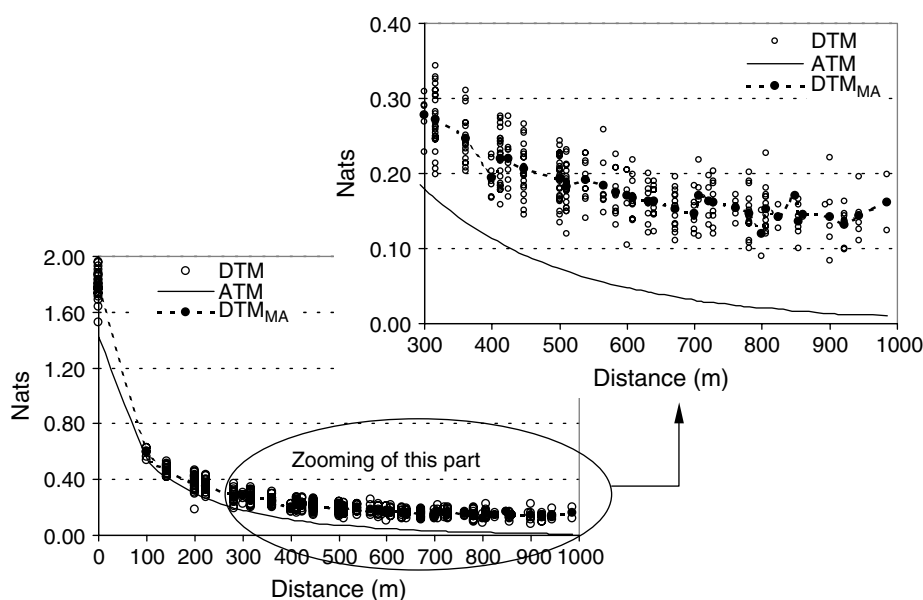 0.40
0.30
0.20
0.10
0.00
Nats
DTM
ATM
DTMMA
300 400 500 600 700 800 900 1000
Distance (m)
2.00
1.60
1.20
0.80
0.40
0.00
Nats
DTM
ATM
DTMMA
Zooming of this part
0 100 200 300 400 500 600 700 800 900 1000
Distance (m)